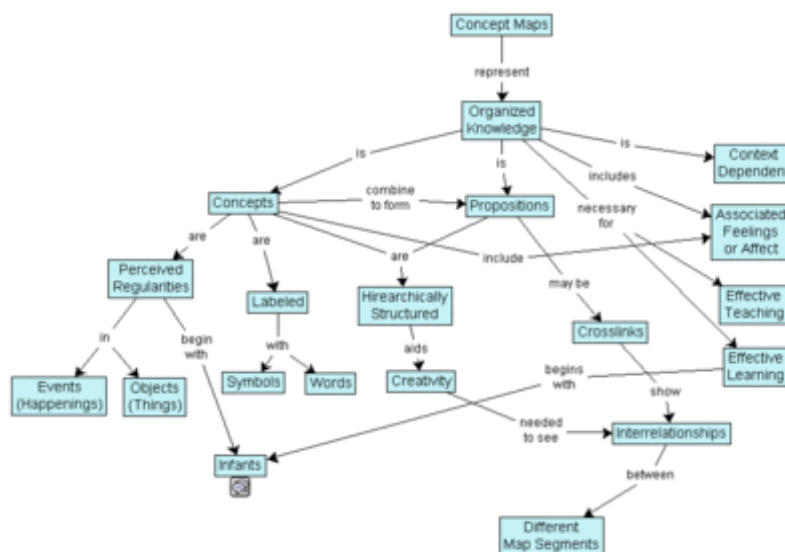 Concept Maps
represent
Organized
Knowledge
is
is
is
includes
necessary
for
Context
Dependent
Concepts
combine
to form
Propositions
Associated
Feelings
or Affect
are
are
are
include
Perceived
Regularities
Labeled
Hirearchically
Structured
may be
Effective
Teaching
Crosslinks
in
begin
with
with
aids
begins
with
Effective
Learning
Events
(Happenings)
Objects
(Things)
Symbols
Words
Creativity
show
needed
to see
Interrelationships
Infants
between
Different
Map Segments